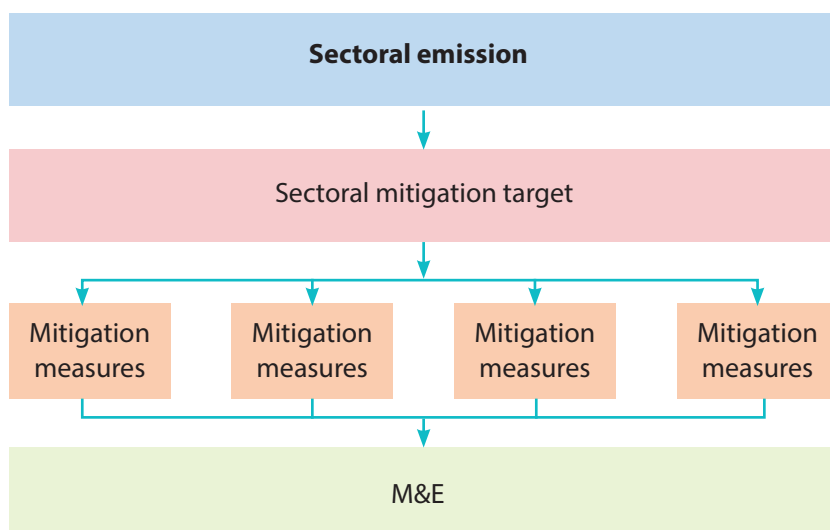 Sectoral emission
Sectoral mitigation target
Mitigation
measures
Mitigation
measures
Mitigation
measures
Mitigation
measures
M&E